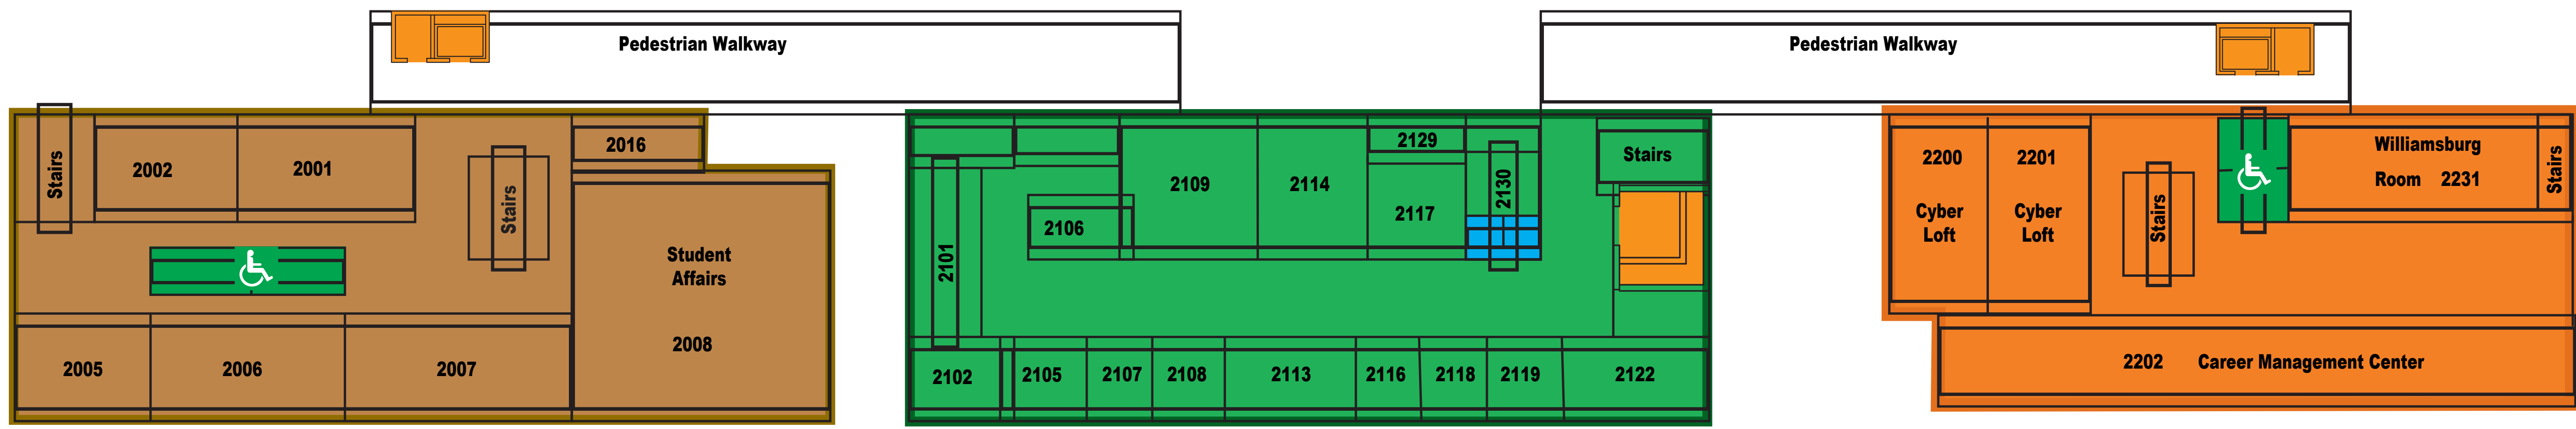 Pedestrian Walkway
Pedestrian Walkway
Stairs
2002
2001
Stairs
2016
Student
Affairs
2008
2005
2006
2007
2101
2106
2109
2114
2129
2117
2130
Stairs
2102
2105
2107
2108
2113
2116
2118
2119
2122
2200
Cyber
Loft
2201
Cyber
Loft
Stairs
Williamsburg
Room 2231
Stairs
2202 Career Management Center